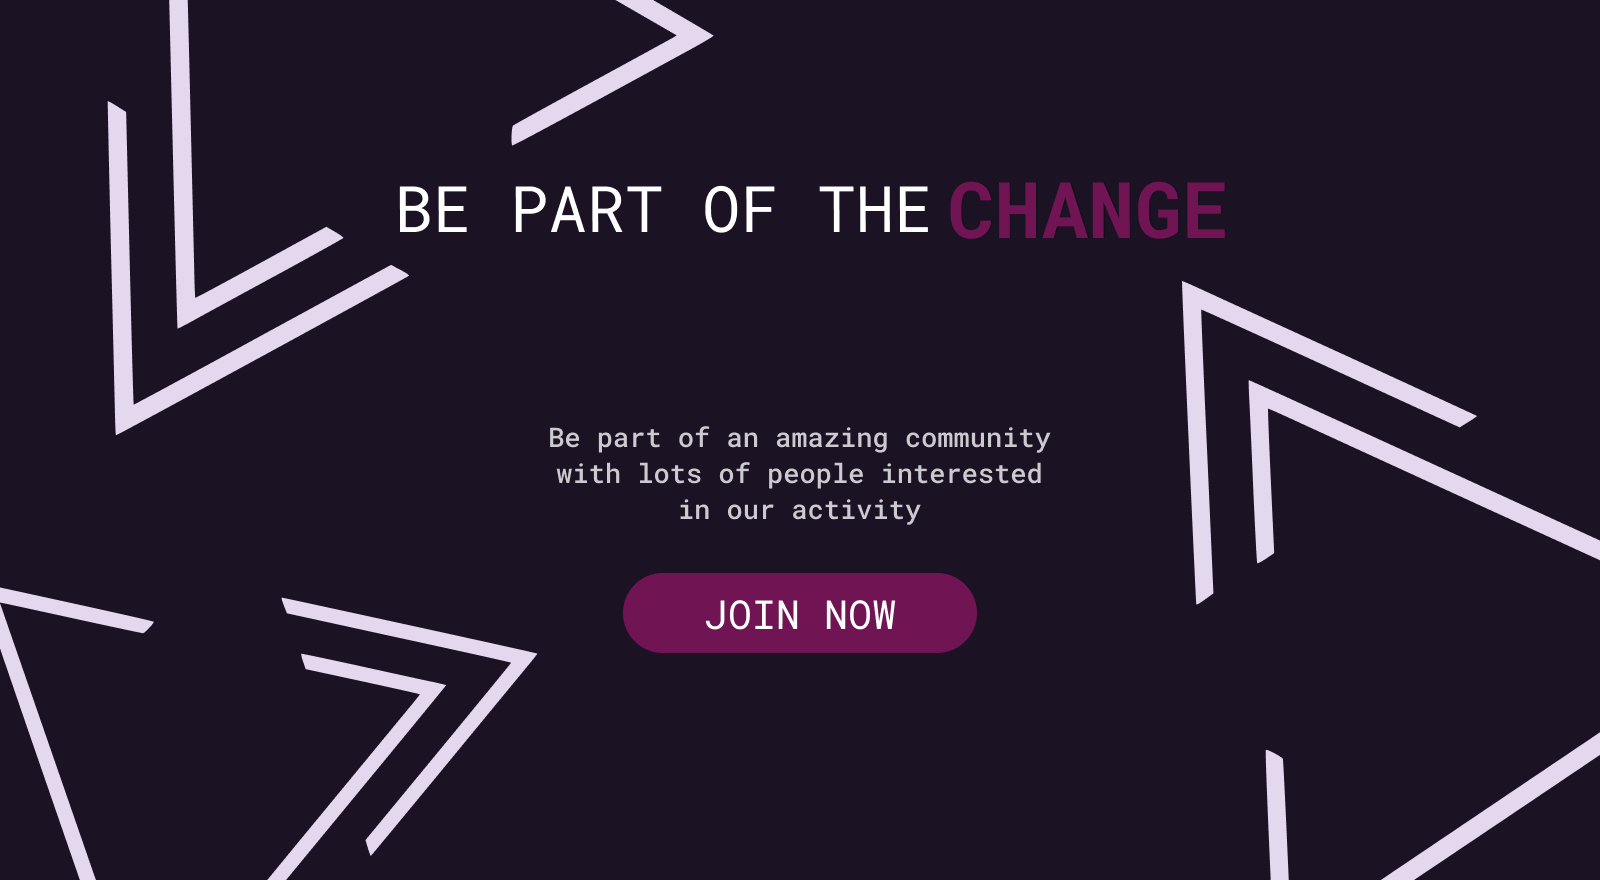 BE PART OF THE CHANGE
Be part of an amazing community
with lots of people interested
in our activity
JOIN NOW